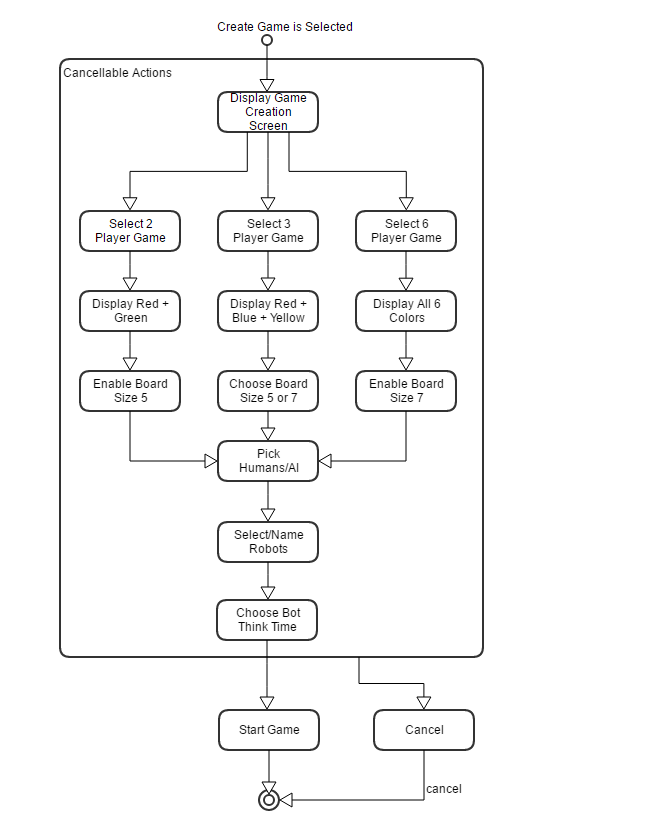 Create Game is Selected
Cancellable Actions
Display Game
Creation
Screen
Select 2
Player Game
Select 3
Player Game
Select 6
Player Game
Display Red +
Green
Display Red +
Blue + Yellow
Display All 6
Colors
Enable Board
Size 5
Choose Board
Size 5 or 7
Enable Board
Size 7
Pick
Humans/AI
Select/Name
Robots
Choose Bot
Think Time
Start Game
Cancel
cancel